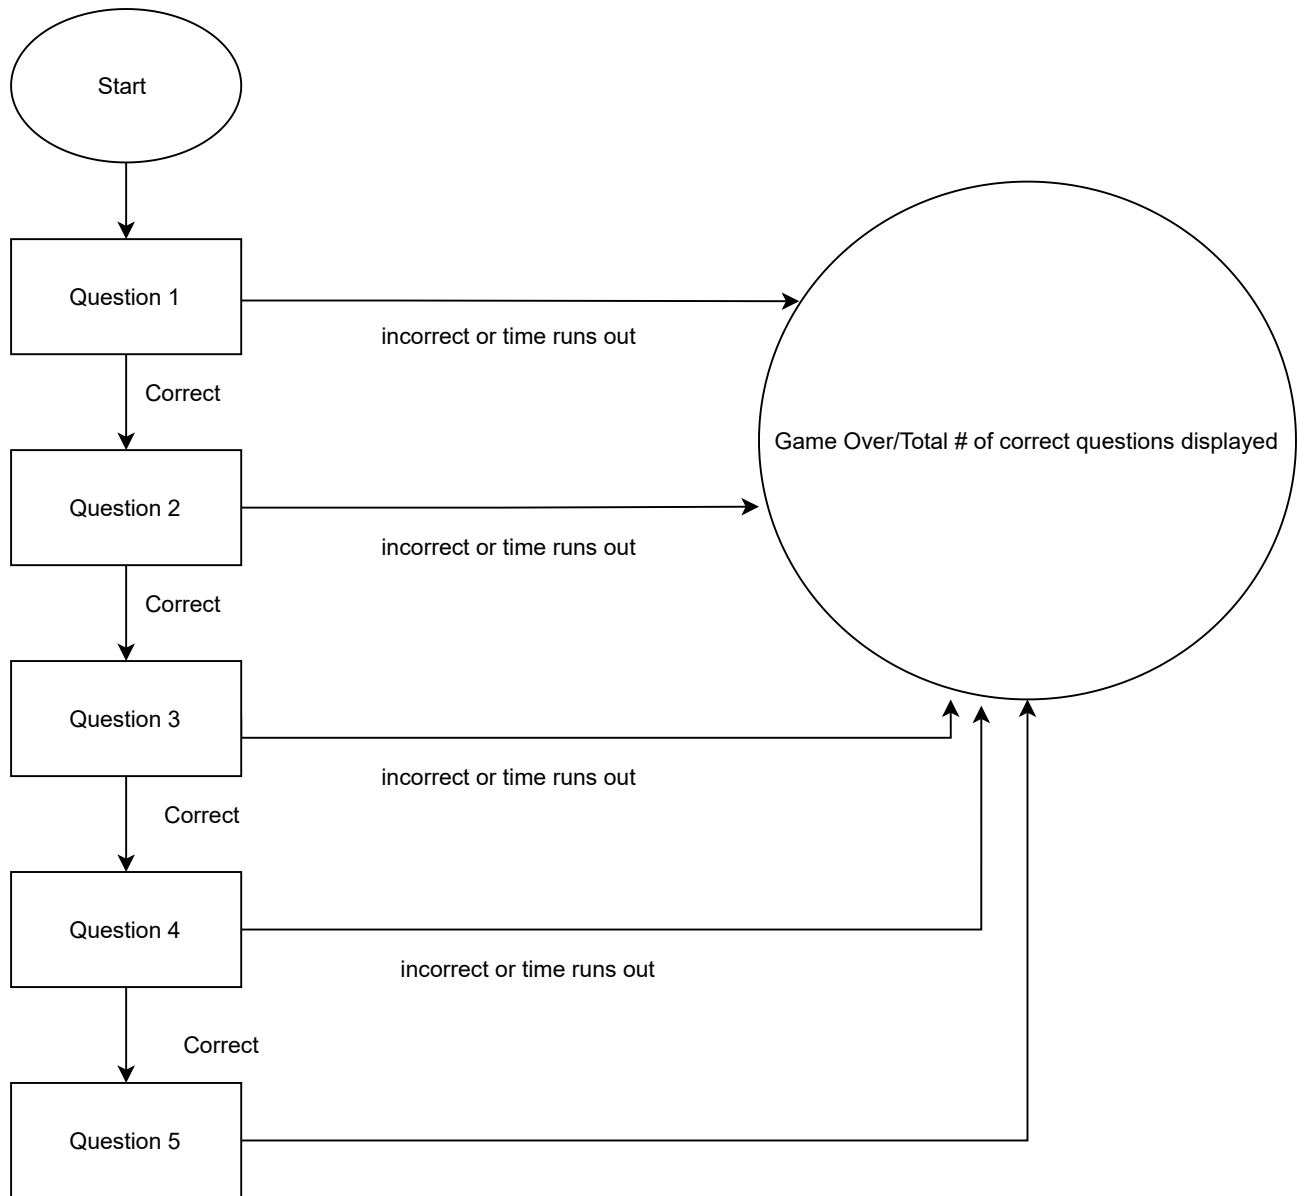 Start
Question 1
incorrect or time runs out
Correct
Game Over/Total # of correct questions displayed
Question 2
incorrect or time runs out
Correct
Question 3
incorrect or time runs out
Correct
Question 4
incorrect or time runs out
Correct
Question 5